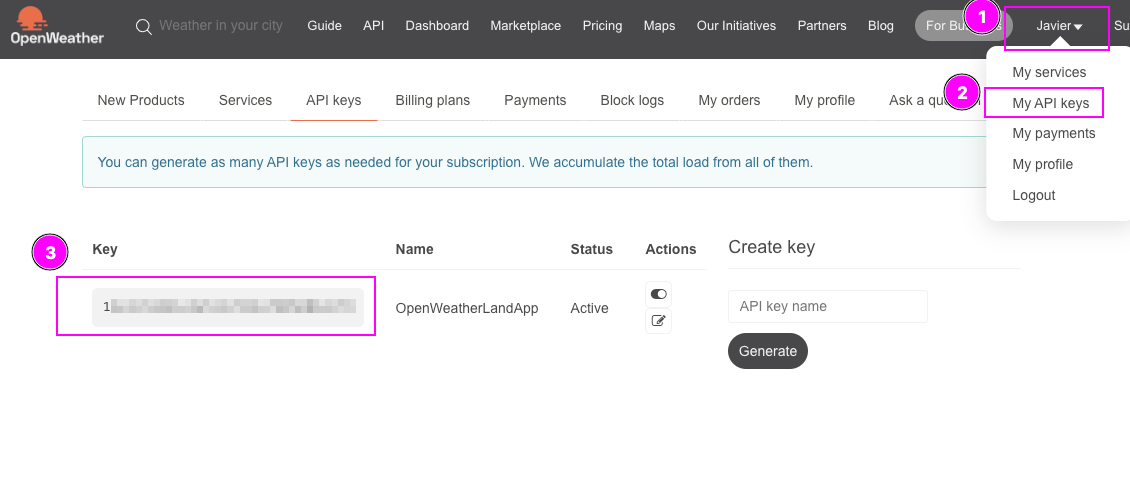 OpenWeather
Weather in your city
Guide
API
Dashboard
Marketplace
Pricing
Maps
Our Initiatives
Partners
Blog
For Bus
1
Javier
Su
My services
2
My API keys
My payments
My profile
Logout
New Products
Services
API keys
Billing plans
Payments
Block logs
My orders
My profile
Ask a qu
You can generate as many API keys as needed for your subscription. We accumulate the total load from all of them.
3
Key
Name
Status
Actions
Create key
1
OpenWeatherLandApp
Active
API key name
Generate